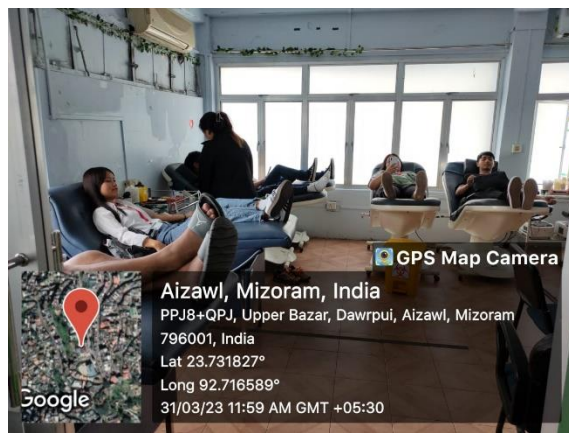 GPS Map Camera
Aizawl, Mizoram, India
PPJ8+QPJ, Upper Bazar, Dawrpui, Aizawl, Mizoram
796001, India
Lat 23.731827°
Long 92.716589°
31/03/23 11:59 AM GMT +05:30
Google